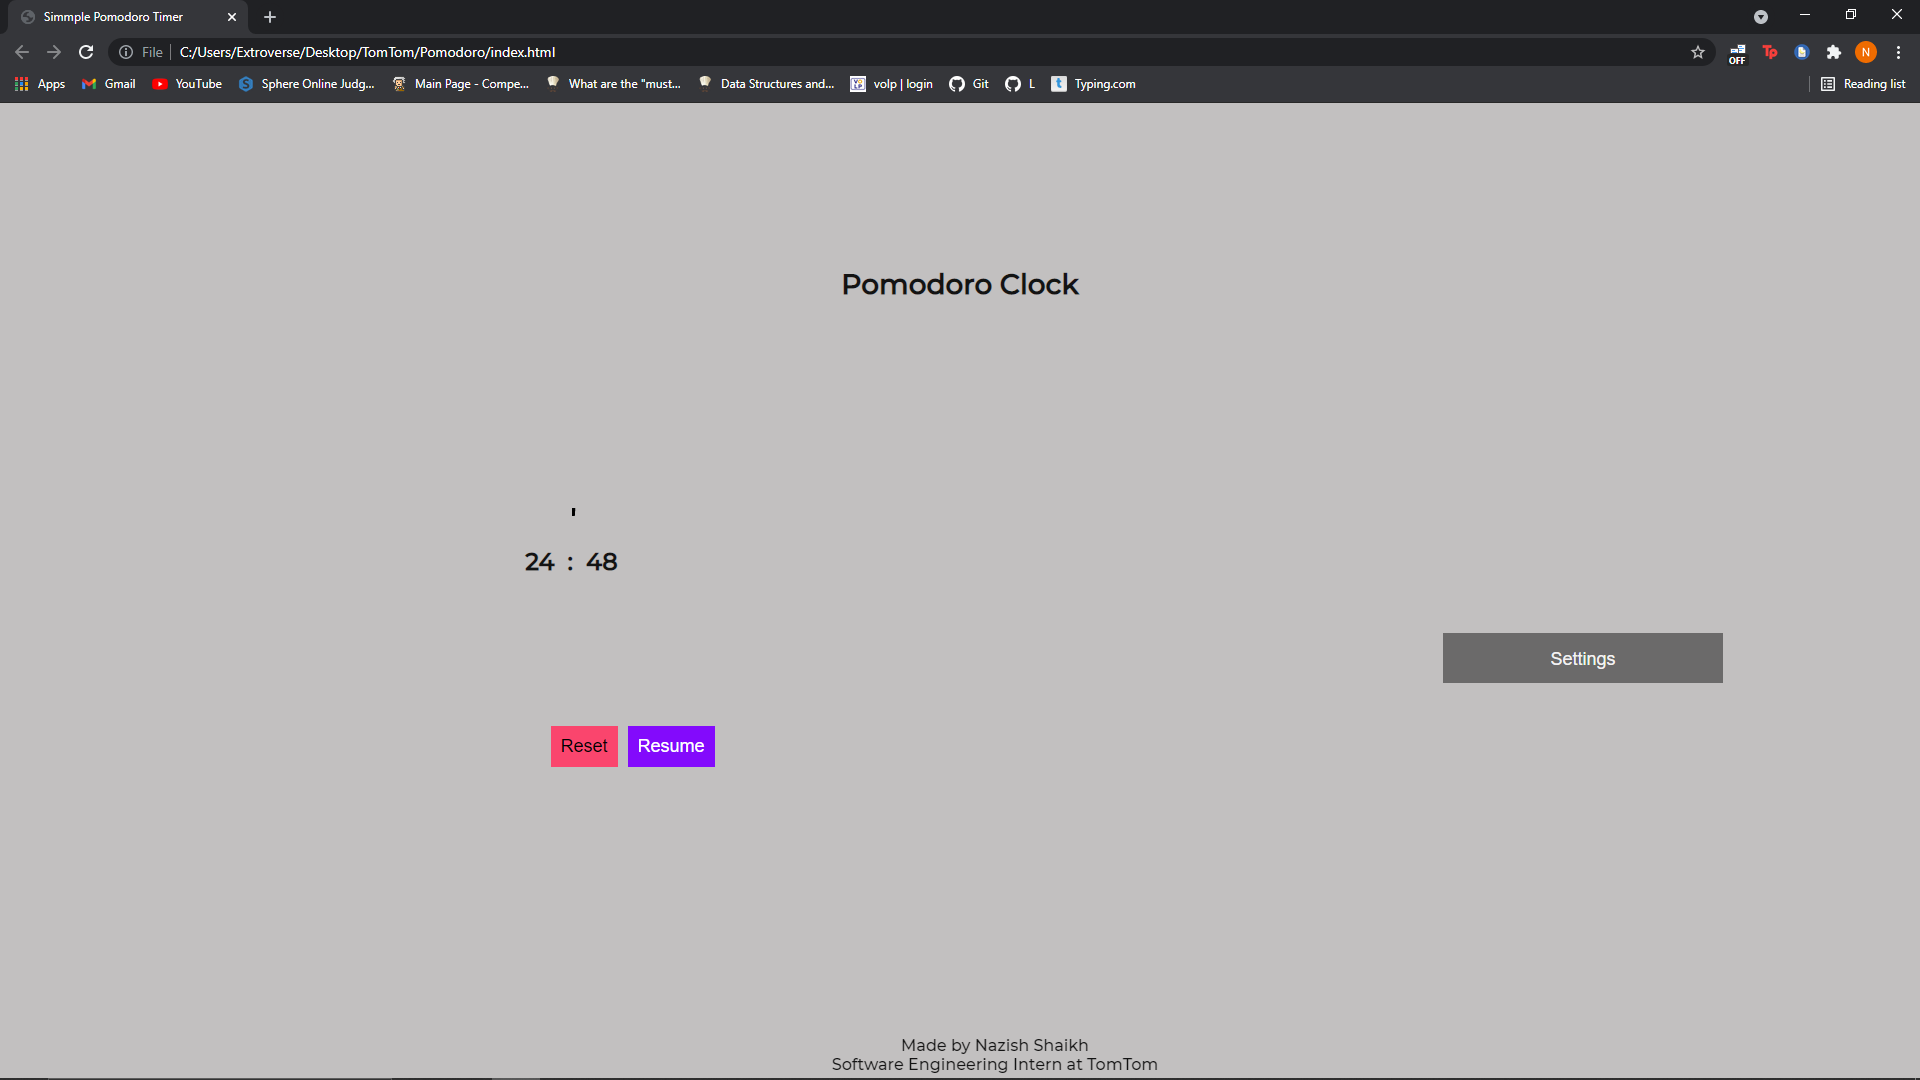 Simmple Pomodoro Timer
File C:/Users/Extroverse/Desktop/TomTom/Pomodoro/index.html
OFF Tp N
Apps Gmail YouTube S Sphere Online Judg... Main Page - Compe... What are the "must... Data Structures and... VO LP volp | login Git L t Typing.com Reading list
Pomodoro Clock
'
24 : 48
Settings
Reset Resume
Made by Nazish Shaikh
Software Engineering Intern at TomTom